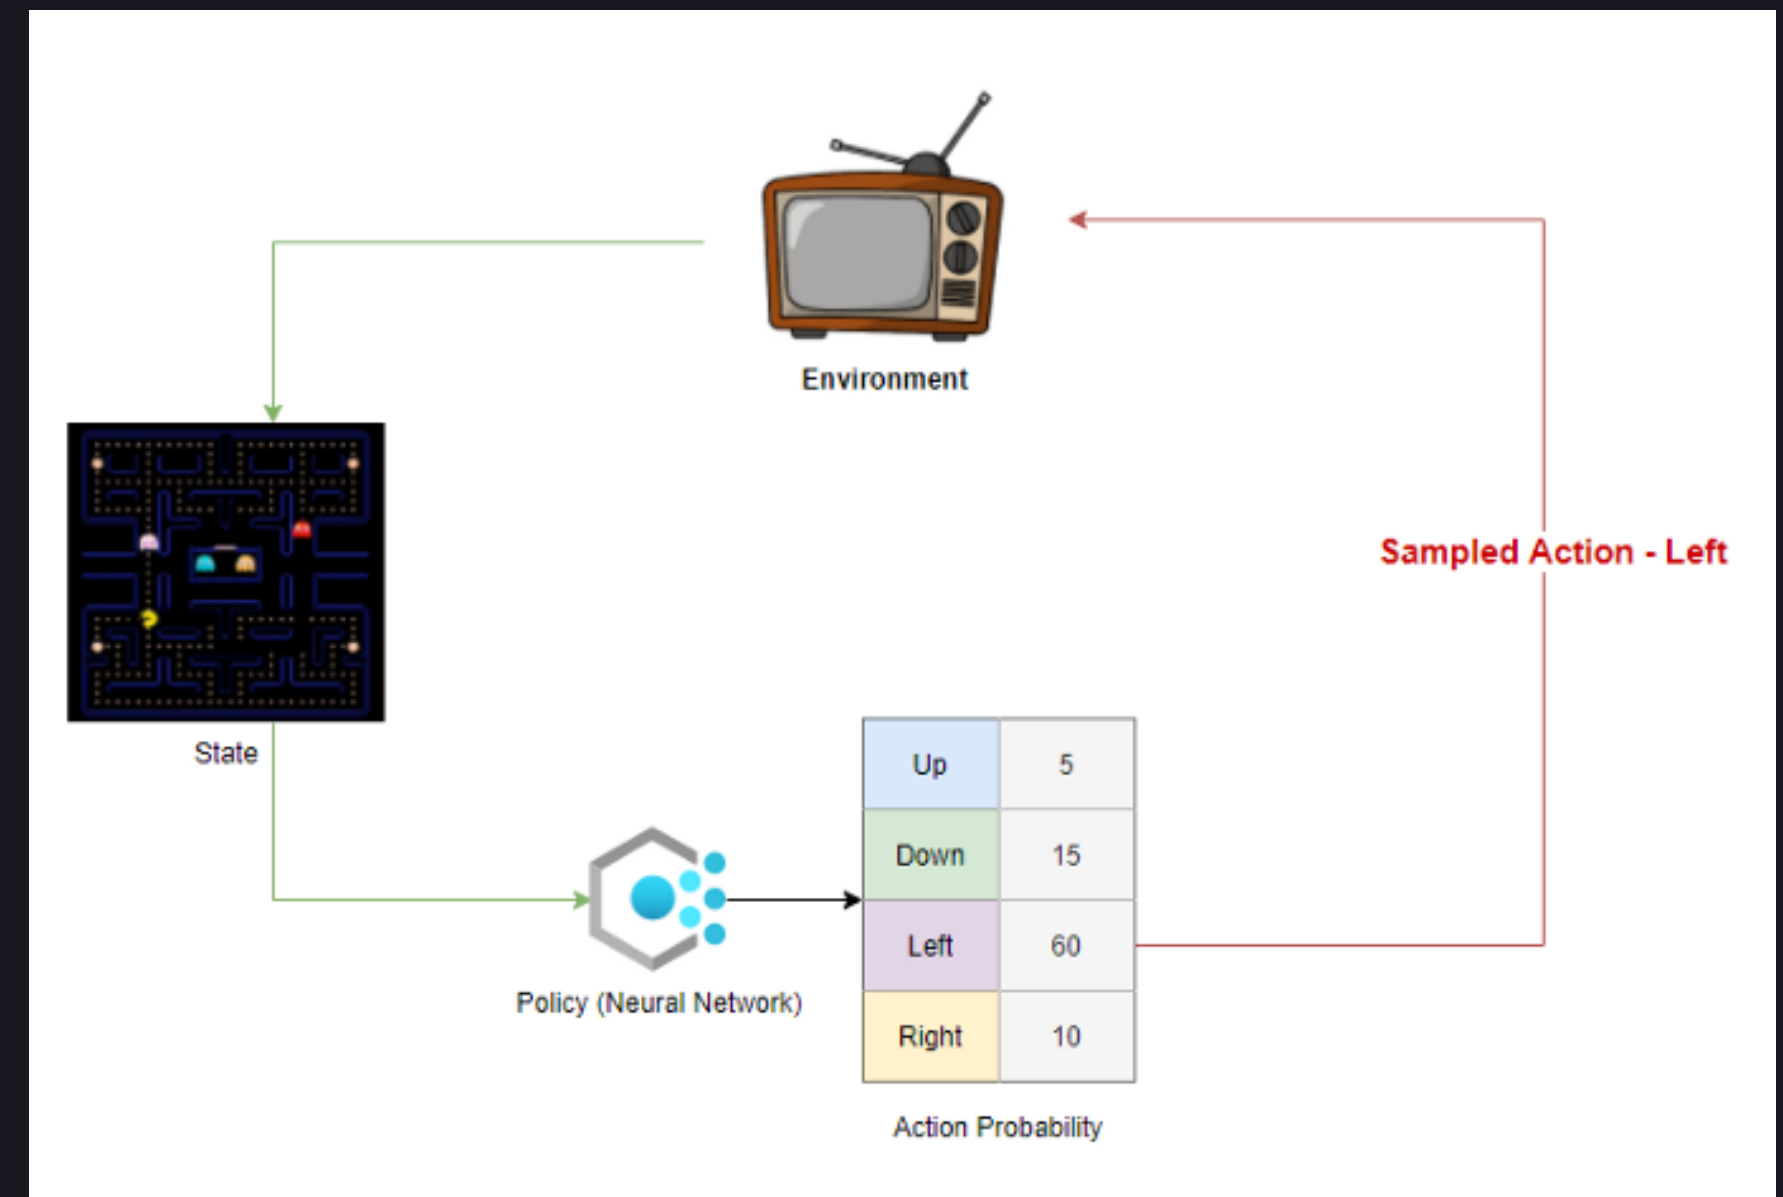 Environment
Sampled Action - Left
State
Up 5
Down 15
Left 60
Right 10
Policy (Neural Network)
Action Probability